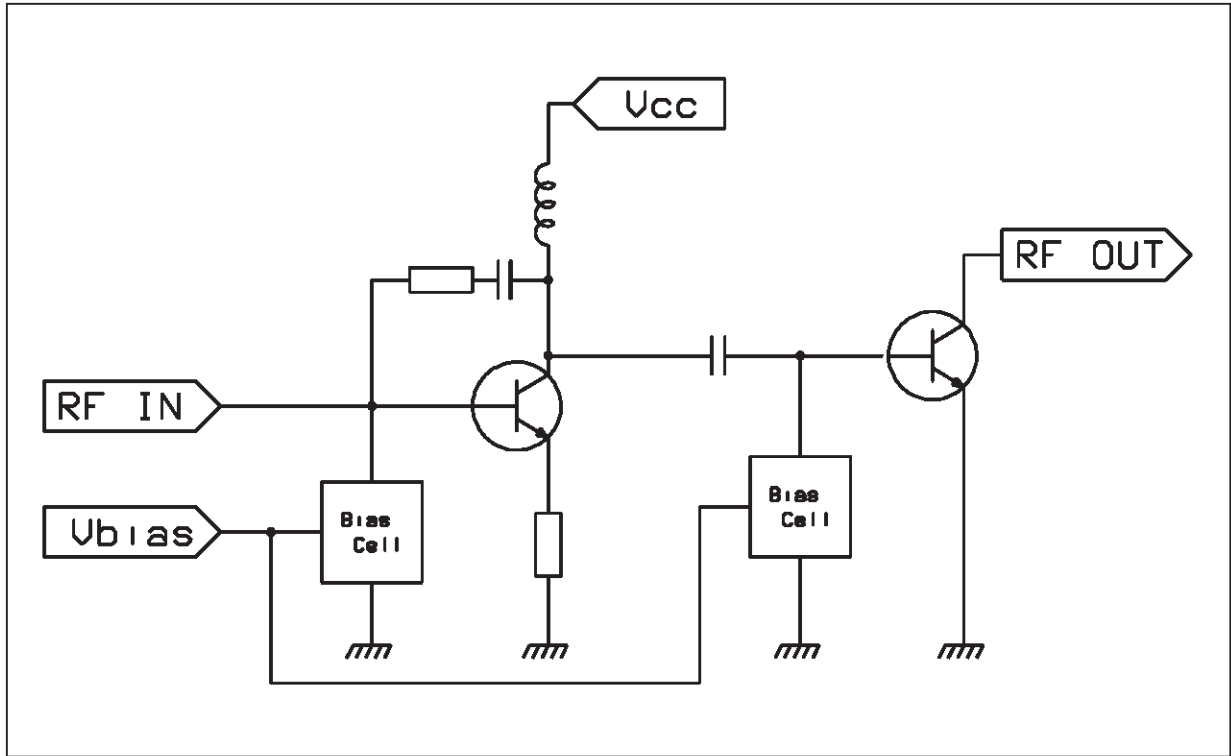 Vcc
RF OUT
RF IN
Vbias
Bias
Cell
Bias
Cell